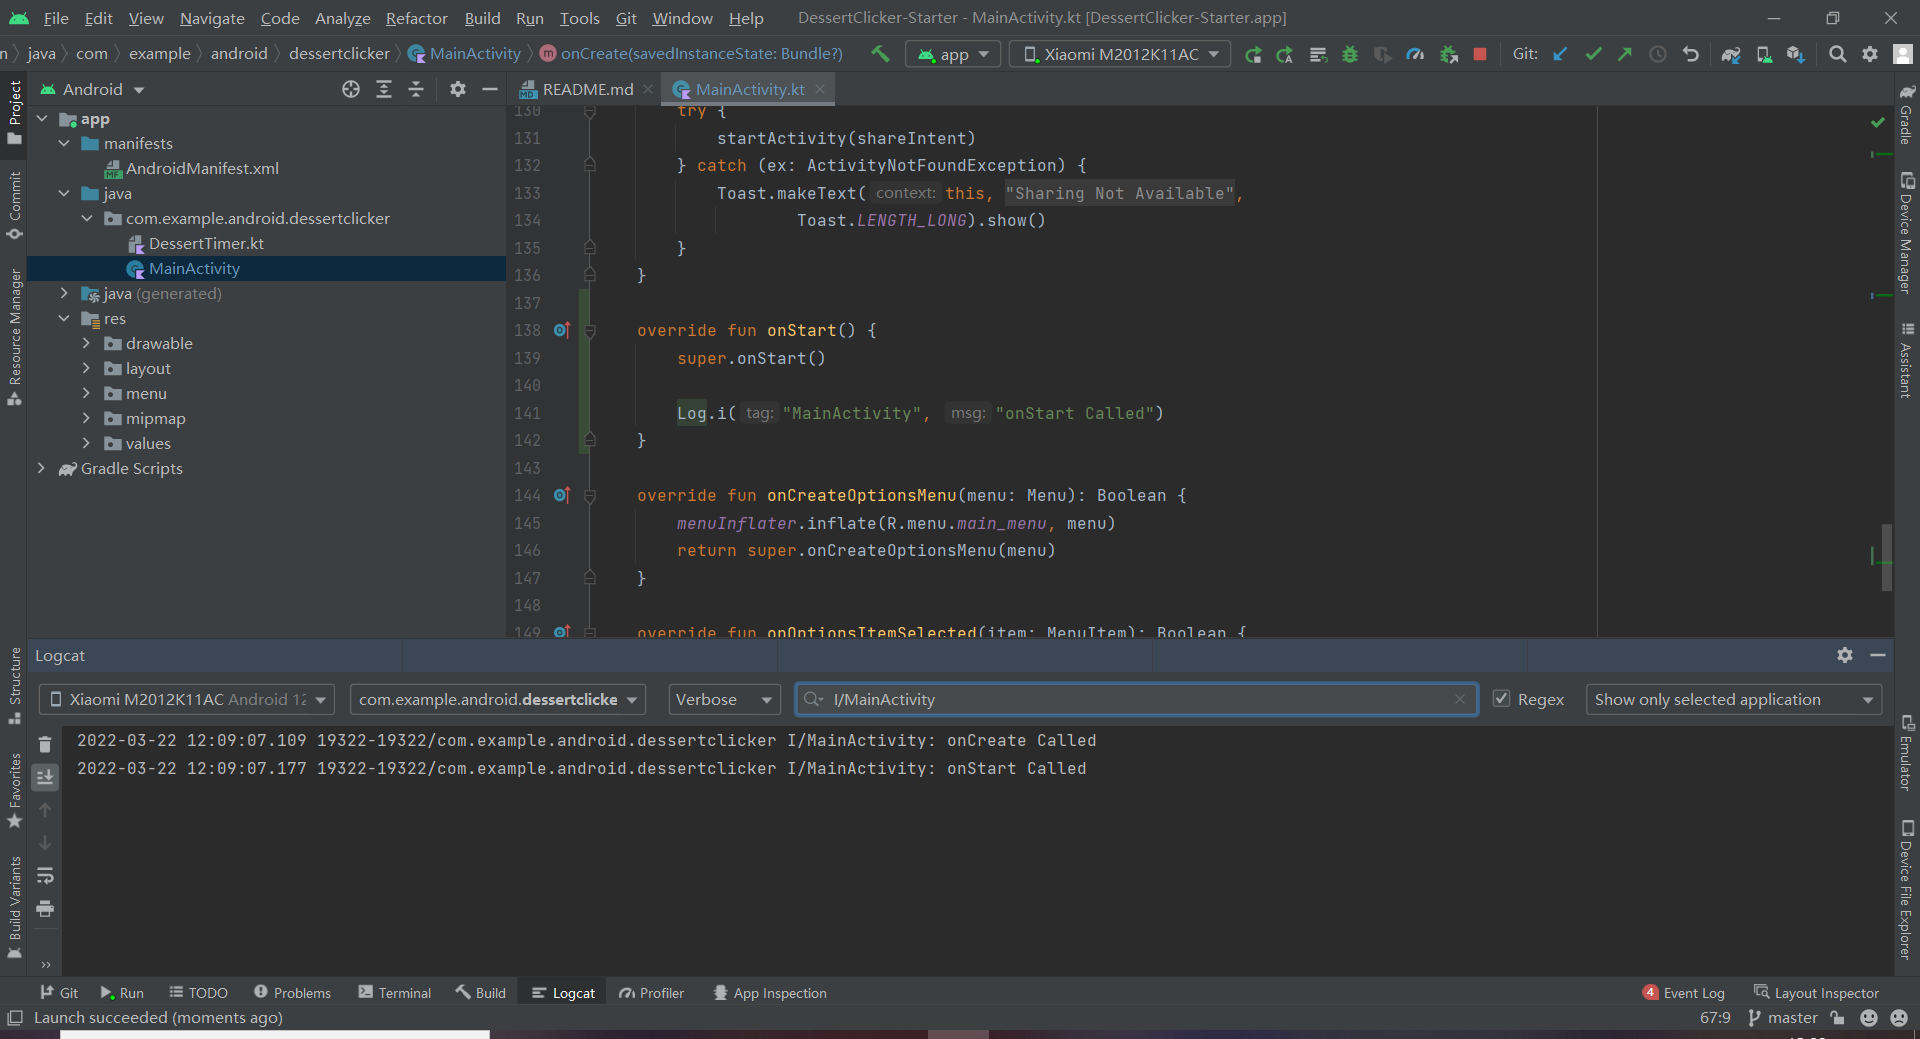 File Edit View Navigate Code Analyze Refactor Build Run Tools Git Window Help DessertClicker-Starter - MainActivity.kt [DessertClicker-Starter.app]
n java com example android dessertclicker MainActivity onCreate(savedInstanceState: Bundle?) app Xiaomi M2012K11AC Git:
Project
Commit
Resource Manager
Structure
Favorites
Build Variants
Android
app
manifests
AndroidManifest.xml
java
com.example.android.dessertclicker
DessertTimer.kt
MainActivity
java (generated)
res
drawable
layout
menu
mipmap
values
Gradle Scripts
README.md MainActivity.kt
130 try {
131 startActivity(shareIntent)
132 } catch (ex: ActivityNotFoundException) {
133 Toast.makeText( context: this, "Sharing Not Available",
134 Toast.LENGTH_LONG).show()
135 }
136 }
137
138 override fun onStart() {
139 super.onStart()
140
141 Log.i( tag: "MainActivity", msg: "onStart Called")
142 }
143
144 override fun onCreateOptionsMenu(menu: Menu): Boolean {
145 menuInflater.inflate(R.menu.main_menu, menu)
146 return super.onCreateOptionsMenu(menu)
147 }
148
149 override fun onOptionsItemSelected(item: MenuItem): Boolean {
Gradle
Device Manager
Assistant
Emulator
Device File Explorer
Logcat
Xiaomi M2012K11AC Android 12 com.example.android.dessertclicke Verbose I/MainActivity Regex Show only selected application
2022-03-22 12:09:07.109 19322-19322/com.example.android.dessertclicker I/MainActivity: onCreate Called
2022-03-22 12:09:07.177 19322-19322/com.example.android.dessertclicker I/MainActivity: onStart Called
Git Run TODO Problems Terminal Build Logcat Profiler App Inspection 4 Event Log Layout Inspector
Launch succeeded (moments ago) 67:9 master